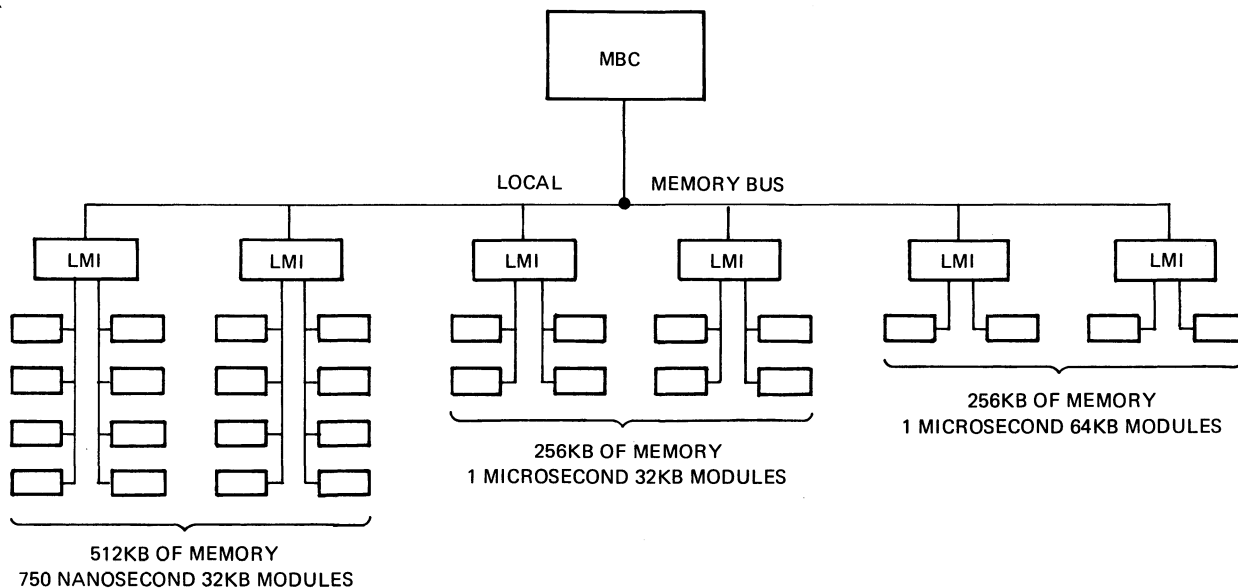 MBC
LOCAL MEMORY BUS
LMI LMI LMI LMI LMI LMI
256KB OF MEMORY
1 MICROSECOND 64KB MODULES
256KB OF MEMORY
1 MICROSECOND 32KB MODULES
512KB OF MEMORY
750 NANOSECOND 32KB MODULES